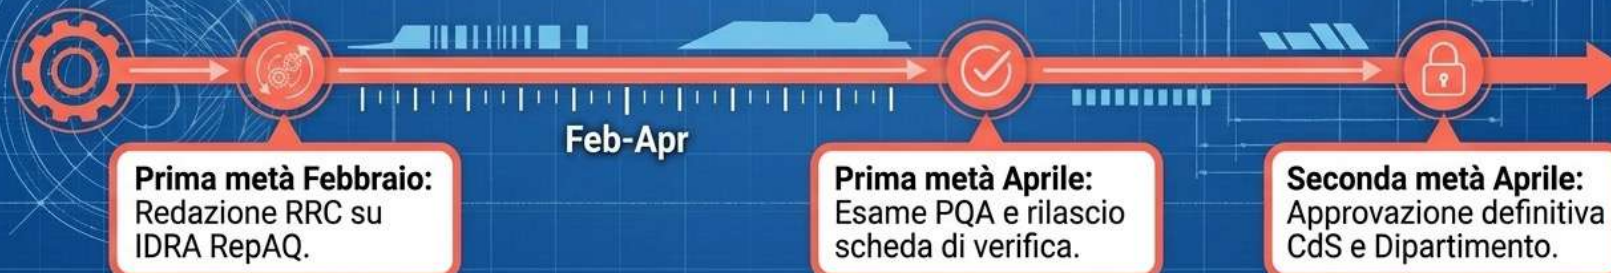 Feb-Apr
Prima metà Febbraio:
Redazione RRC su
IDRA RepAQ.
Prima metà Aprile:
Esame PQA e rilascio
scheda di verifica.
Seconda metà Aprile:
Approvazione definitiva
CdS e Dipartimento.